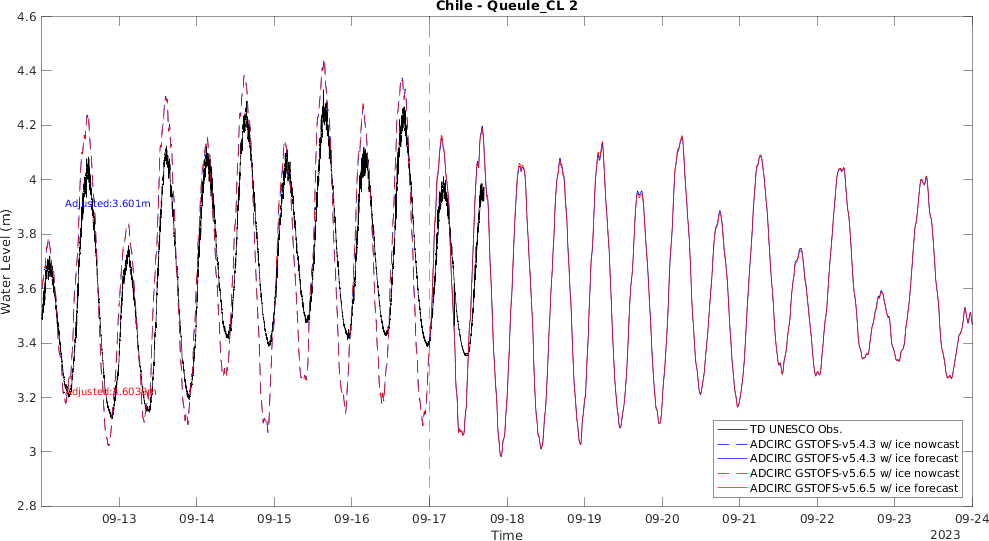 Chile - Queule_CL 2
Water Level (m)
4.6
4.4
4.2
4
3.8
3.6
3.4
3.2
3
2.8
Adjusted:3.601m
Adjusted:3.6039m
TD UNESCO Obs.
ADCIRC GSTOFS-v5.4.3 w/ ice nowcast
ADCIRC GSTOFS-v5.4.3 w/ ice forecast
ADCIRC GSTOFS-v5.6.5 w/ ice nowcast
ADCIRC GSTOFS-v5.6.5 w/ ice forecast
09-13 09-14 09-15 09-16 09-17 09-18 09-19 09-20 09-21 09-22 09-23 09-24
Time
2023